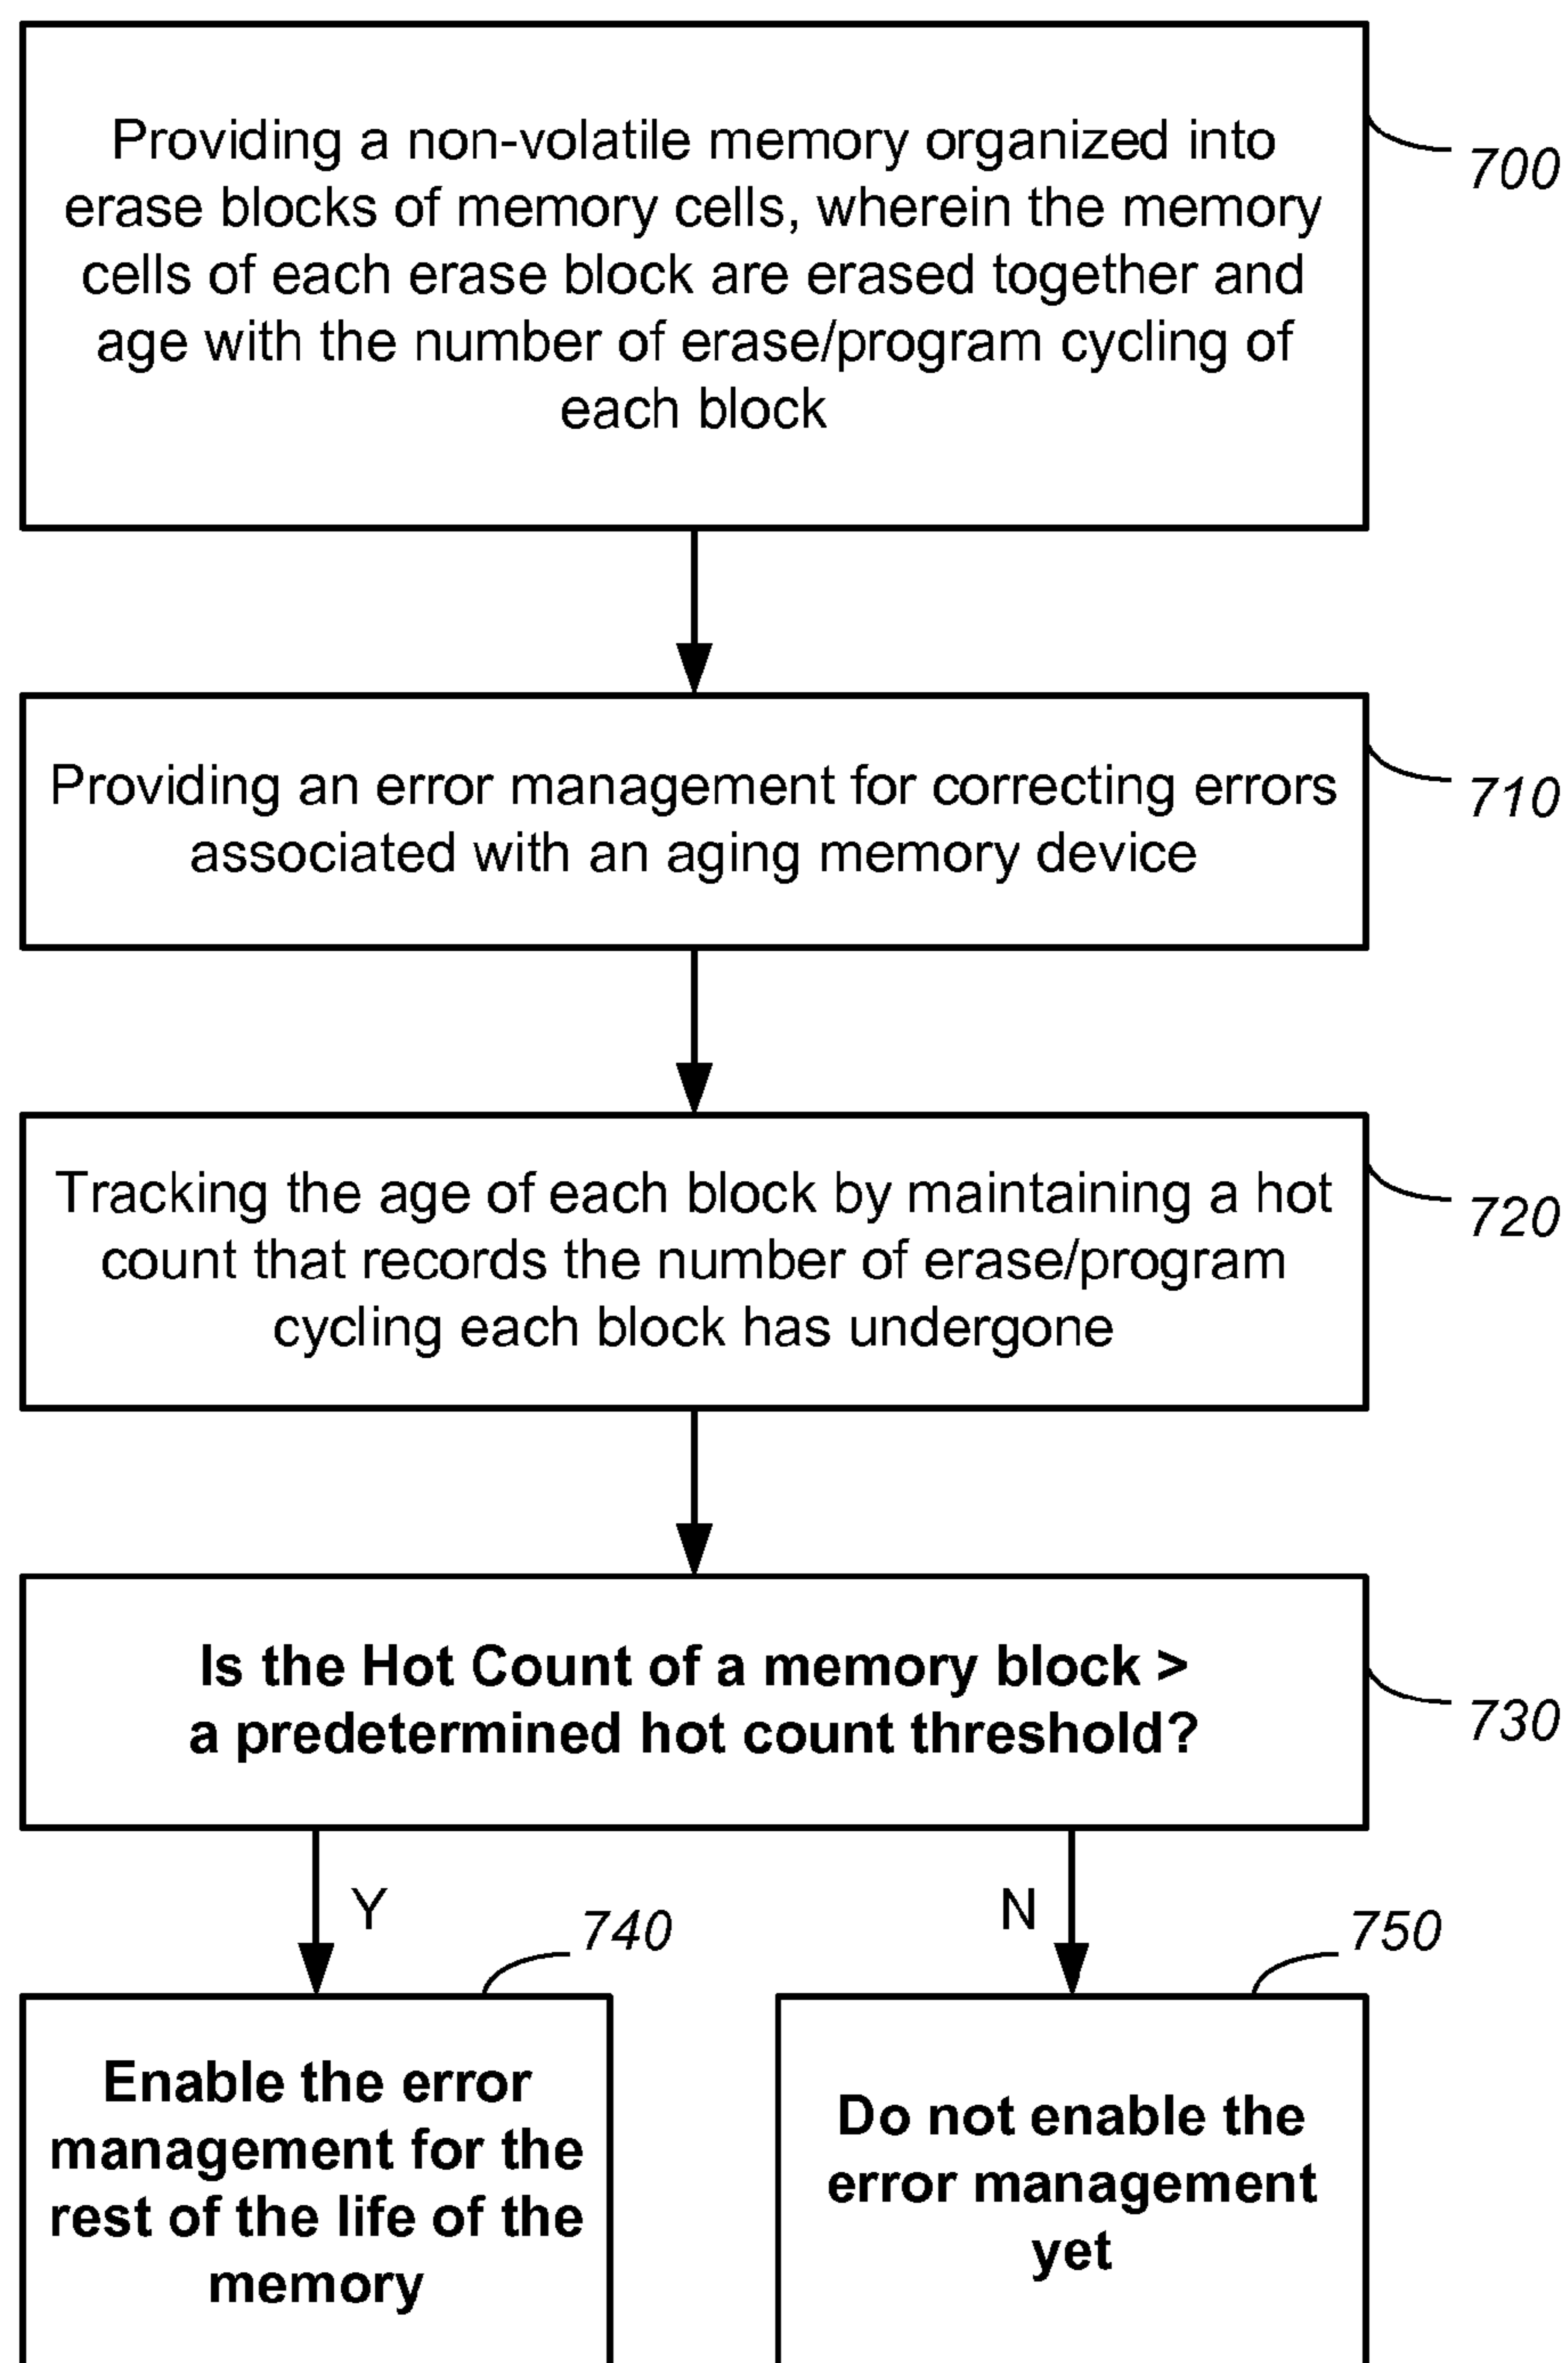 Providing a non-volatile memory organized into
erase blocks of memory cells, wherein the memory
cells of each erase block are erased together and
age with the number of erase/program cycling of
each block
700
Providing an error management for correcting errors
associated with an aging memory device
710
Tracking the age of each block by maintaining a hot
count that records the number of erase/program
cycling each block has undergone
720
Is the Hot Count of a memory block >
a predetermined hot count threshold?
730
Y
740
N
750
Enable the error
management for the
rest of the life of the
memory
Do not enable the
error management
yet